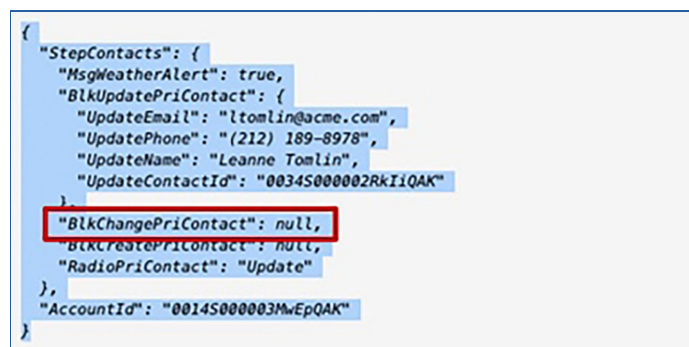 {
"StepContacts": {
"MsgWeatherAlert": true,
"BlkUpdatePriContact": {
"UpdateEmail": "ltomlin@acme.com",
"UpdatePhone": "(212) 189-8978",
"UpdateName": "Leanne Tomlin",
"UpdateContactId": "0034S000002RkIiQAK"
},
"BlkChangePriContact": null,
"BlkCreatePriContact": null,
"RadioPriContact": "Update"
},
"AccountId": "0014S000003MwEpQAK"
}